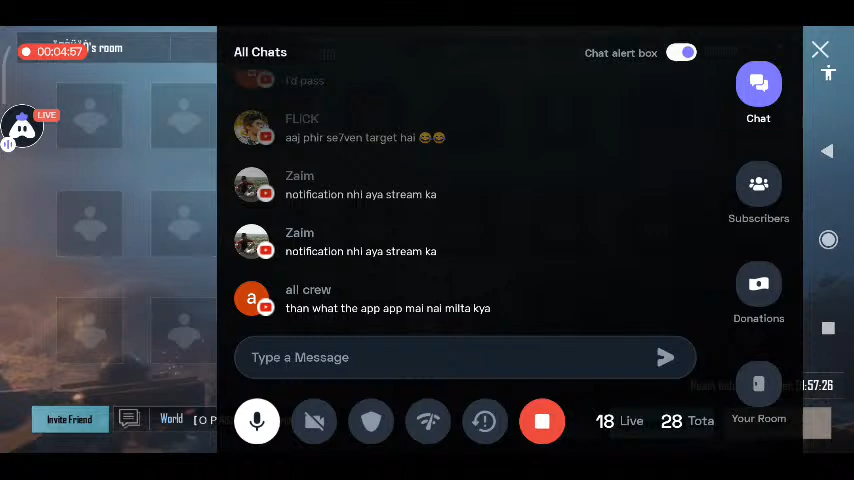 00:04:57
's room
All Chats
Chat alert box
I'd pass
FL!CK
aaj phir se7ven target hai 😂😂
Zaim
notification nhi aya stream ka
Zaim
notification nhi aya stream ka
all crew
than what the app app mai nai milta kya
Type a Message
LIVE
Chat
Subscribers
Donations
Your Room
18 Live
28 Tota
Invite Friend
World
[ O P
:57:26
a